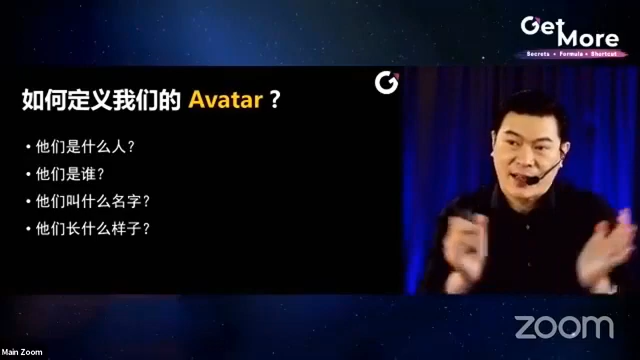 Get
More
Secrets • Formula • Shortcut
如何定义我们的 Avatar？
• 他们是什么人？
• 他们是谁？
• 他们叫什么名字？
• 他们长什么样子？
zoom
Main Zoom